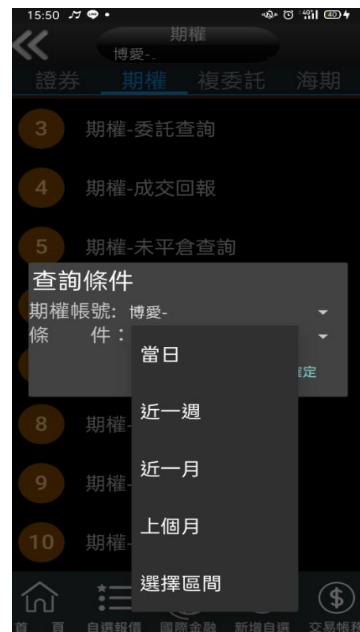 15:50
期權
博愛-
證券 期權 複委託 海期
3 期權-委託查詢
4 期權-成交回報
5 期權-未平倉查詢
查詢條件
期權帳號: 博愛-
條 件：
當日
定
近一週
8 期權-
近一月
9 期權-
上個月
10 期權-
選擇區間
首 頁 自選報價 國際金融 新增自選 交易帳務